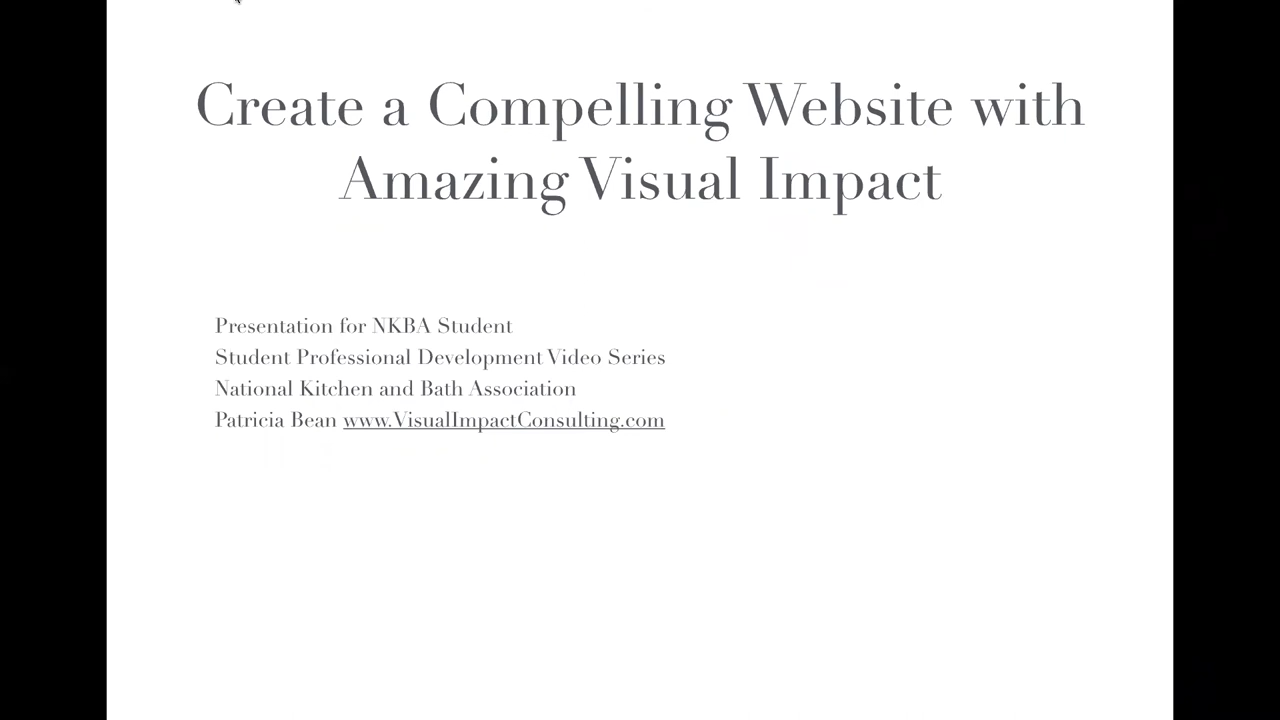 Create a Compelling Website with
Amazing Visual Impact
Presentation for NKBA Student
Student Professional Development Video Series
National Kitchen and Bath Association
Patricia Bean www.VisualImpactConsulting.com